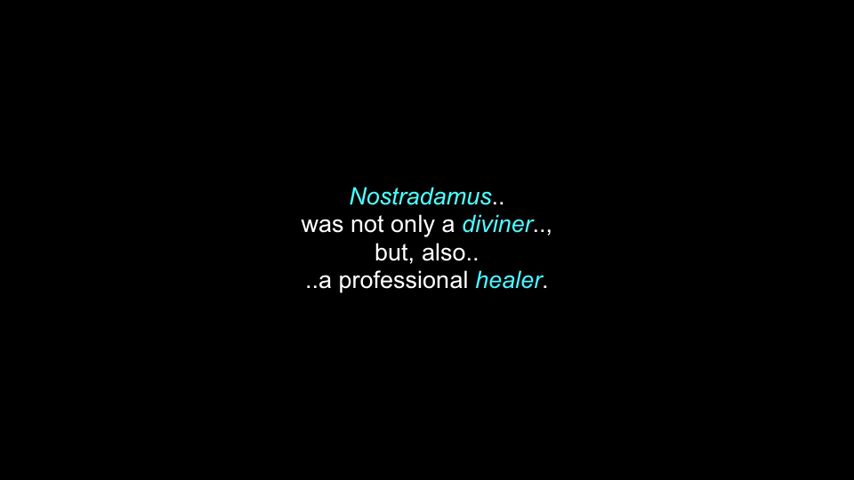 Nostradamus..
was not only a diviner..,
but, also..
..a professional healer.